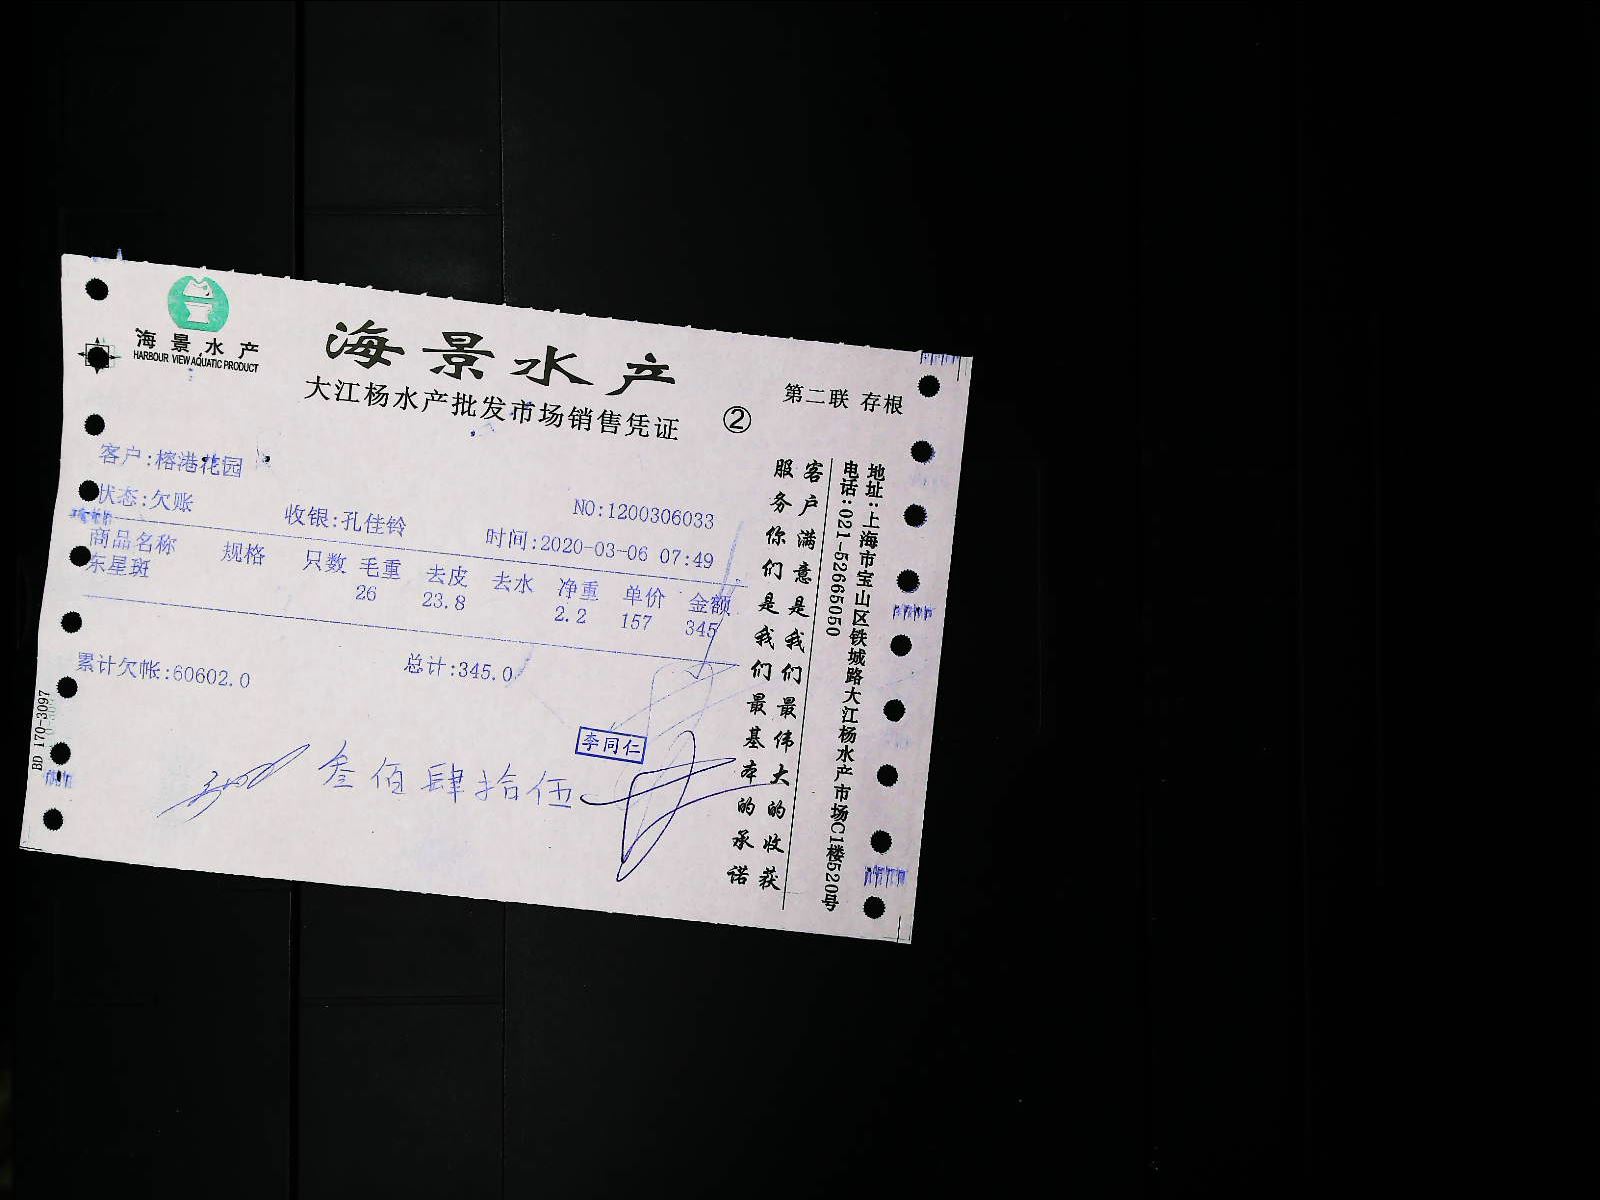 海景水产
HARBOUR VIEW AQUATIC PRODUCT
海景水产
大江杨水产批发市场销售凭证
②
第二联 存根
客户:榕港花园
状态:欠账
收银:孔佳铃
NO:1200306033
时间:2020-03-06 07:49
商品名称 规格 只数 毛重 去皮 去水 净重 单价 金额
东星斑 26 23.8 2.2 157 345
累计欠帐:60602.0
总计:345.0
李同仁
叁佰肆拾伍
客户满意是我们最伟大的收获
服务你们是我们最基本的承诺
地址:上海市宝山区铁城路大江杨水产市场C1楼520号
电话:021-52665050
BD 170-3097